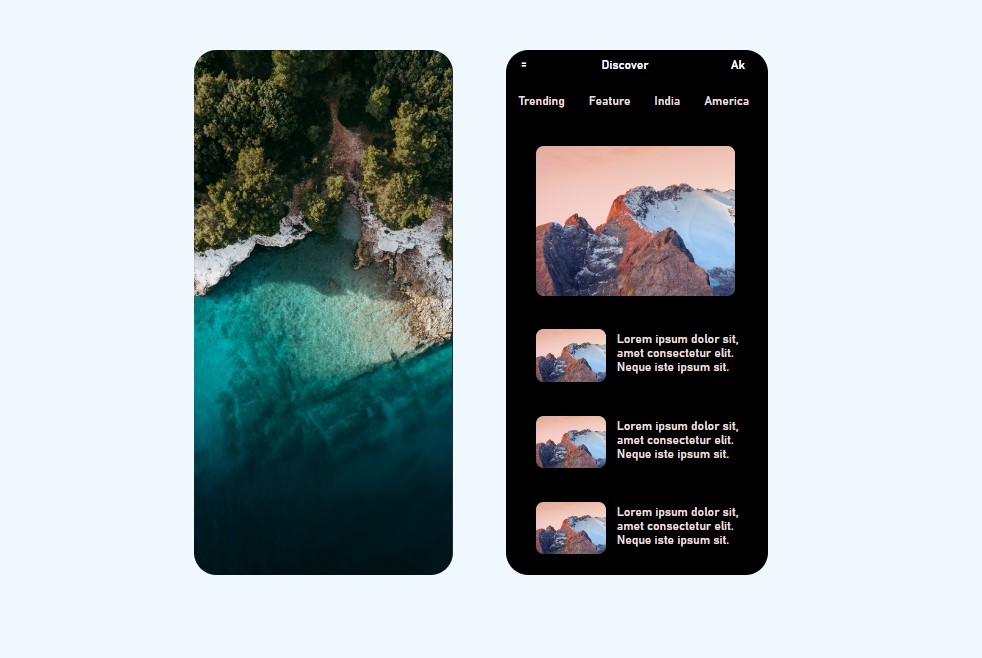 = Discover Ak
Trending Feature India America
Lorem ipsum dolor sit,
amet consectetur elit.
Neque iste ipsum sit.
Lorem ipsum dolor sit,
amet consectetur elit.
Neque iste ipsum sit.
Lorem ipsum dolor sit,
amet consectetur elit.
Neque iste ipsum sit.